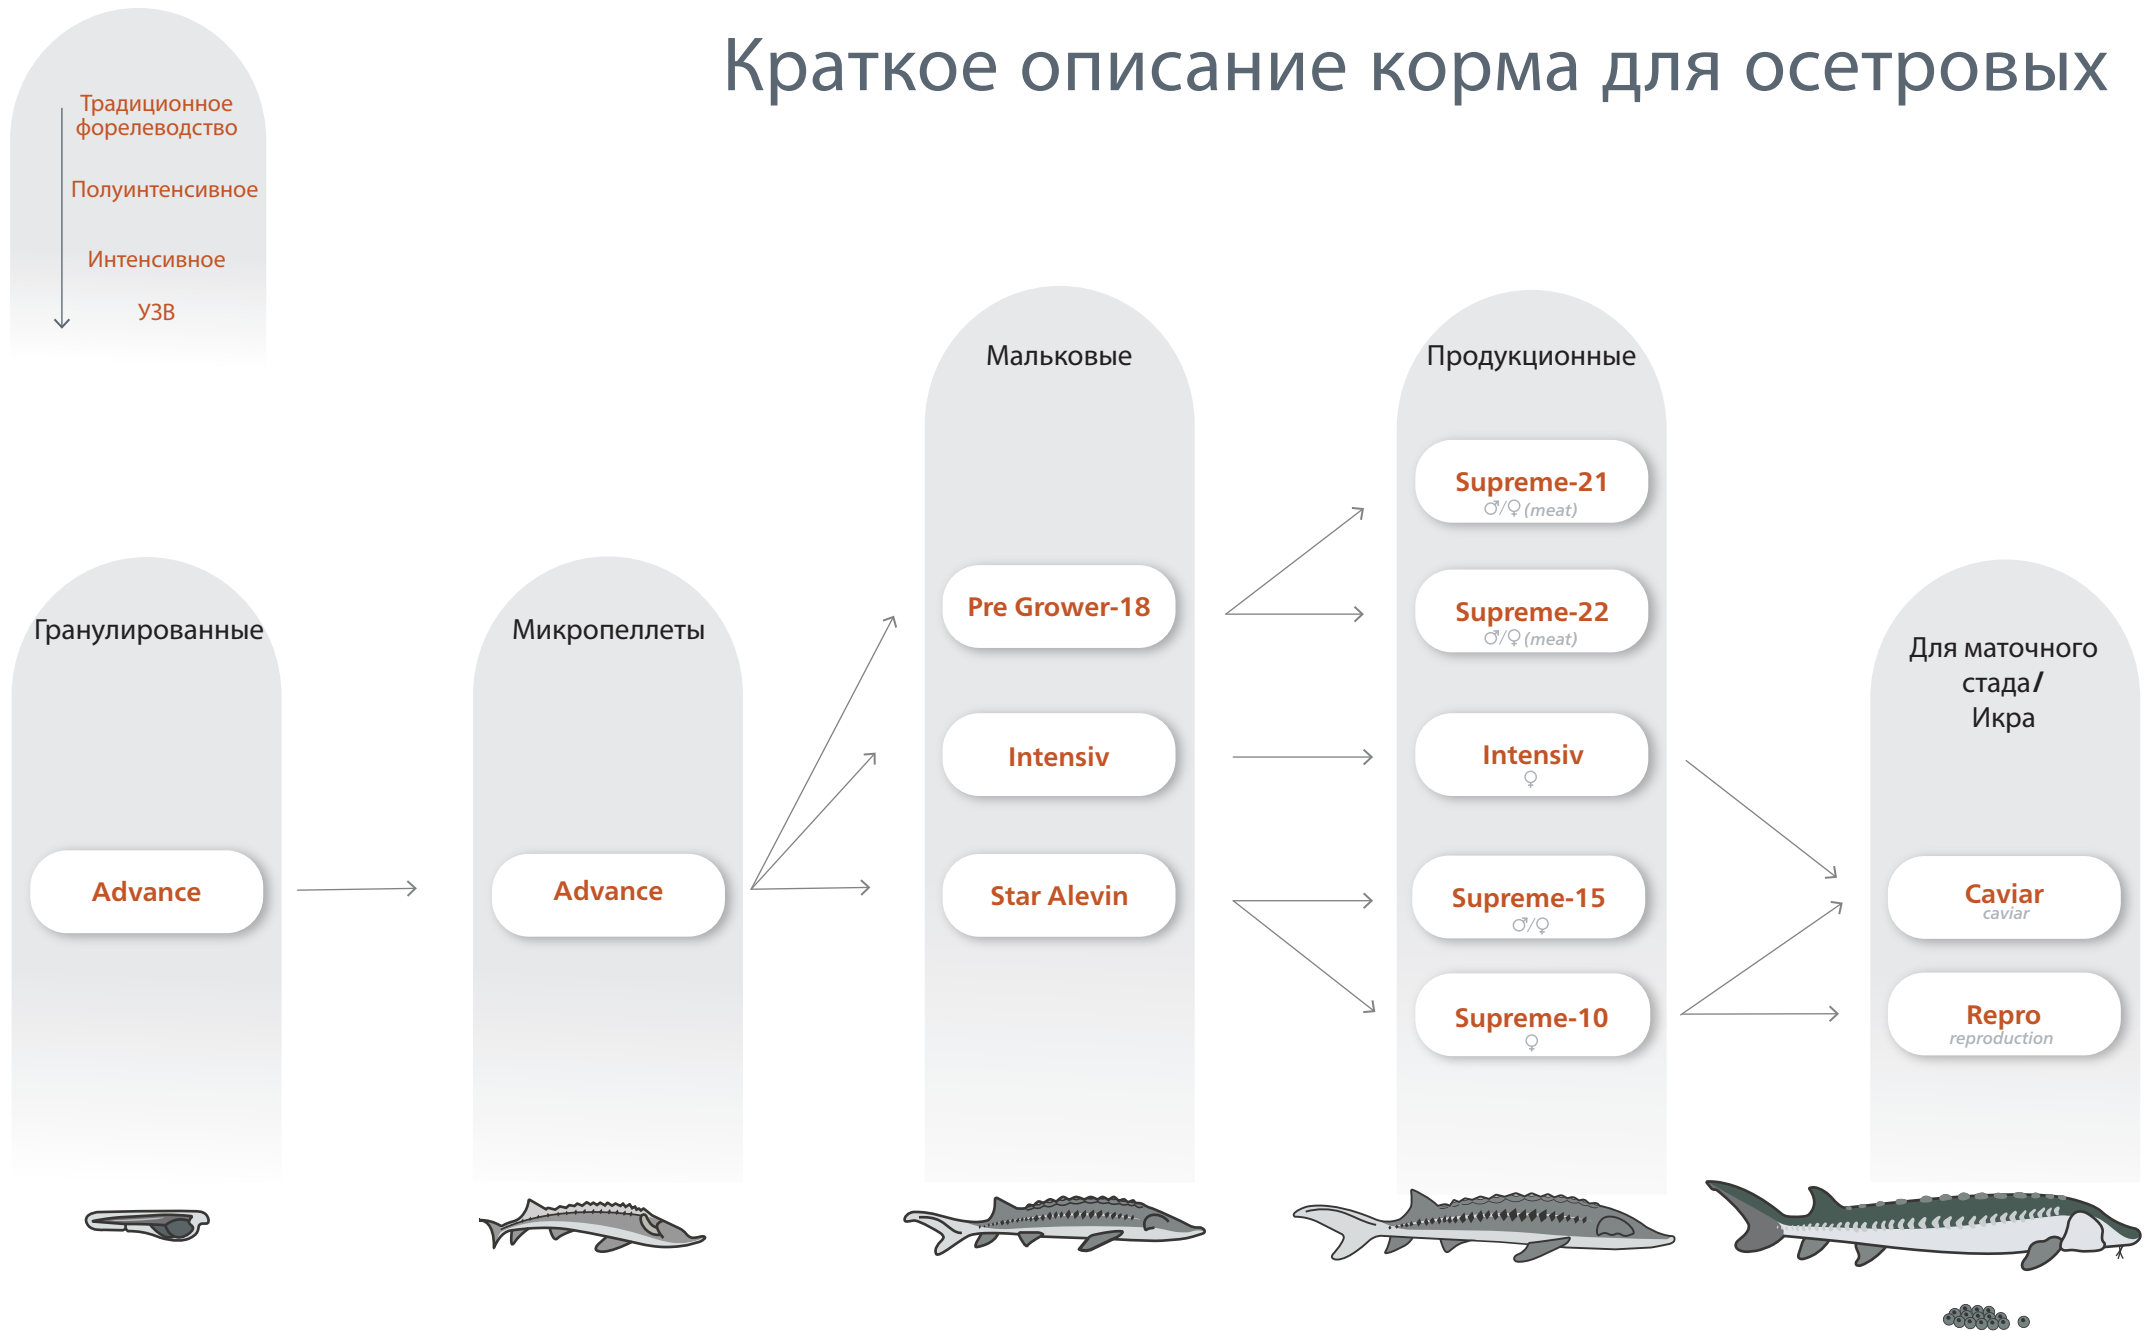 Краткое описание корма для осетровых
Традиционное
форелеводство
Полуинтенсивное
Интенсивное
УЗВ
Гранулированные
Advance
Микропеллеты
Advance
Мальковые
Pre Grower-18
Intensiv
Star Alevin
Продукционные
Supreme-21
♂/♀ (meat)
Supreme-22
♂/♀ (meat)
Intensiv
♀
Supreme-15
♂/♀
Supreme-10
♀
Для маточного
стада/
Икра
Caviar
caviar
Repro
reproduction